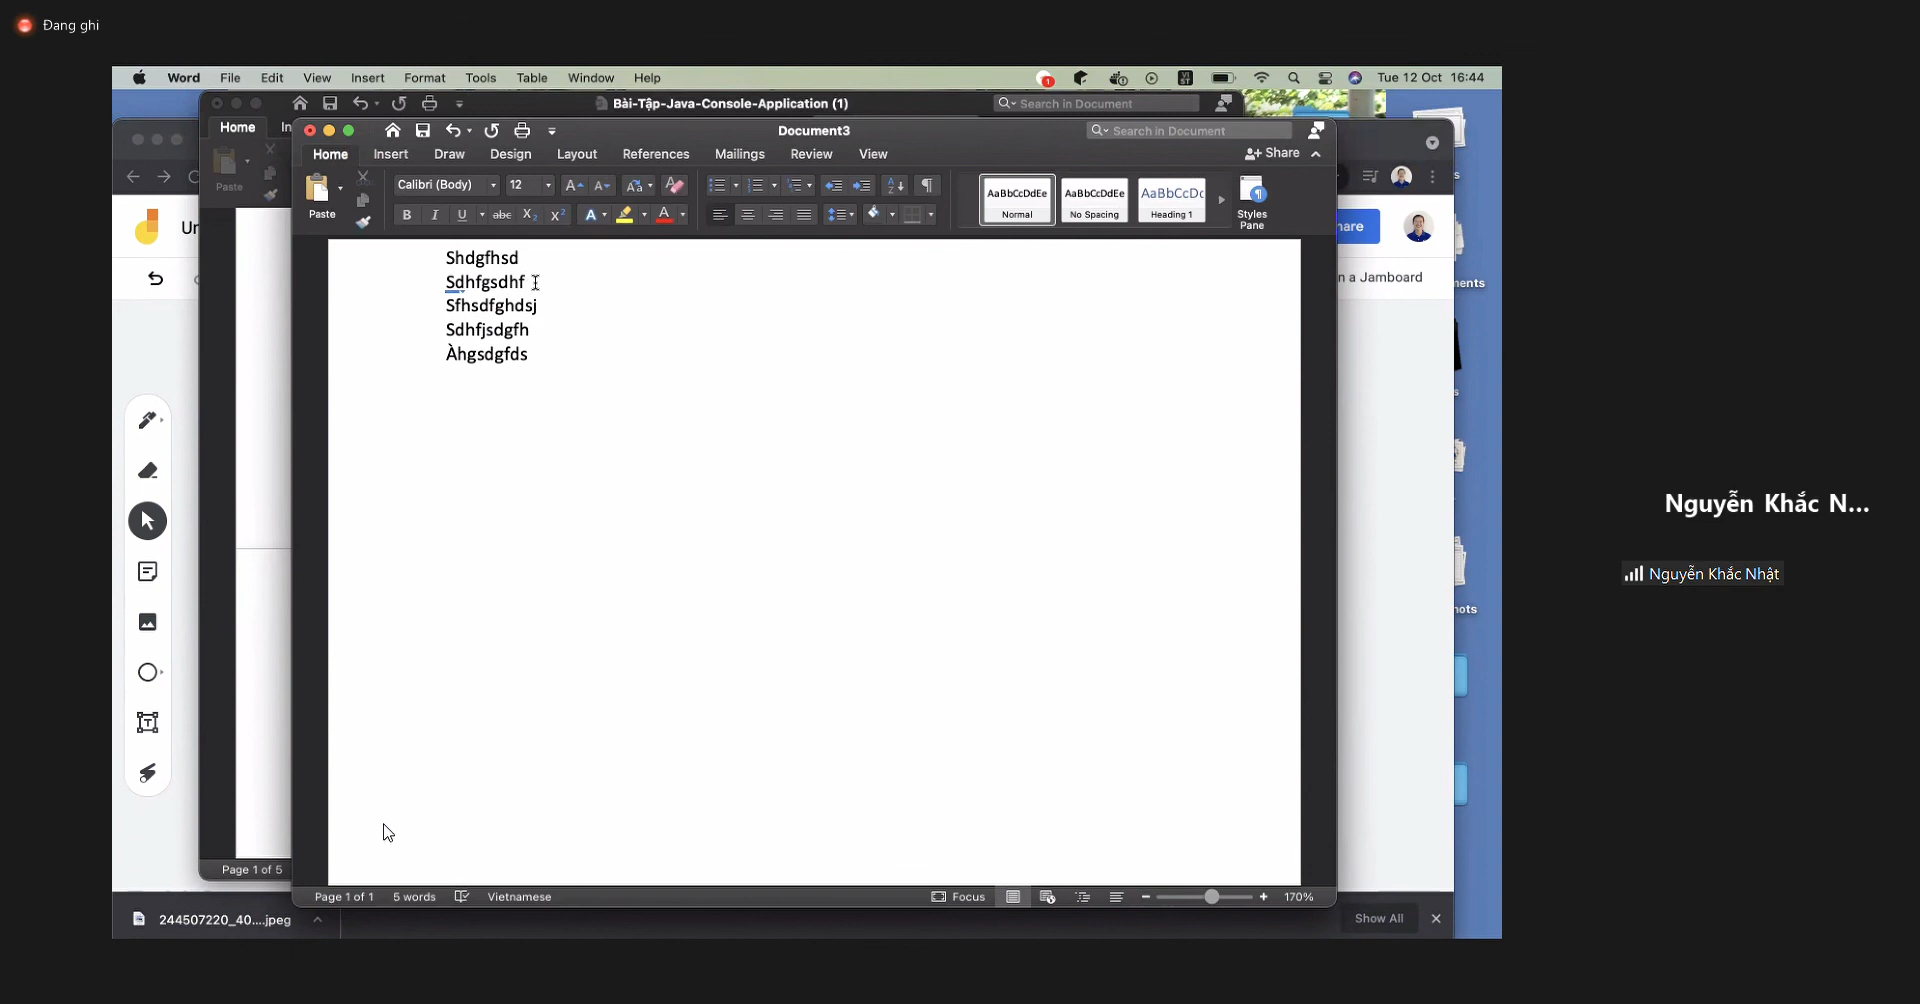 Đang ghi
Word File Edit View Insert Format Tools Table Window Help
1 VI ST Tue 12 Oct 16:44
Bài-Tập-Java-Console-Application (1)
Search in Document
Home
Document3
Search in Document
Home Insert Draw Design Layout References Mailings Review View
Share
Paste
Paste
Calibri (Body) 12
AaBbCcDdEe AaBbCcDdEe AaBbCcDc
Normal No Spacing Heading 1
Styles Pane
n a Jamboard
Shdgfhsd
Sdhfgsdhf
Sfhsdfghdsj
Sdhfjsdgfh
Àhgsdgfds
Nguyễn Khắc N...
Nguyễn Khắc Nhật
Page 1 of 5
Page 1 of 1 5 words Vietnamese
Focus 170%
244507220_40....jpeg
Show All